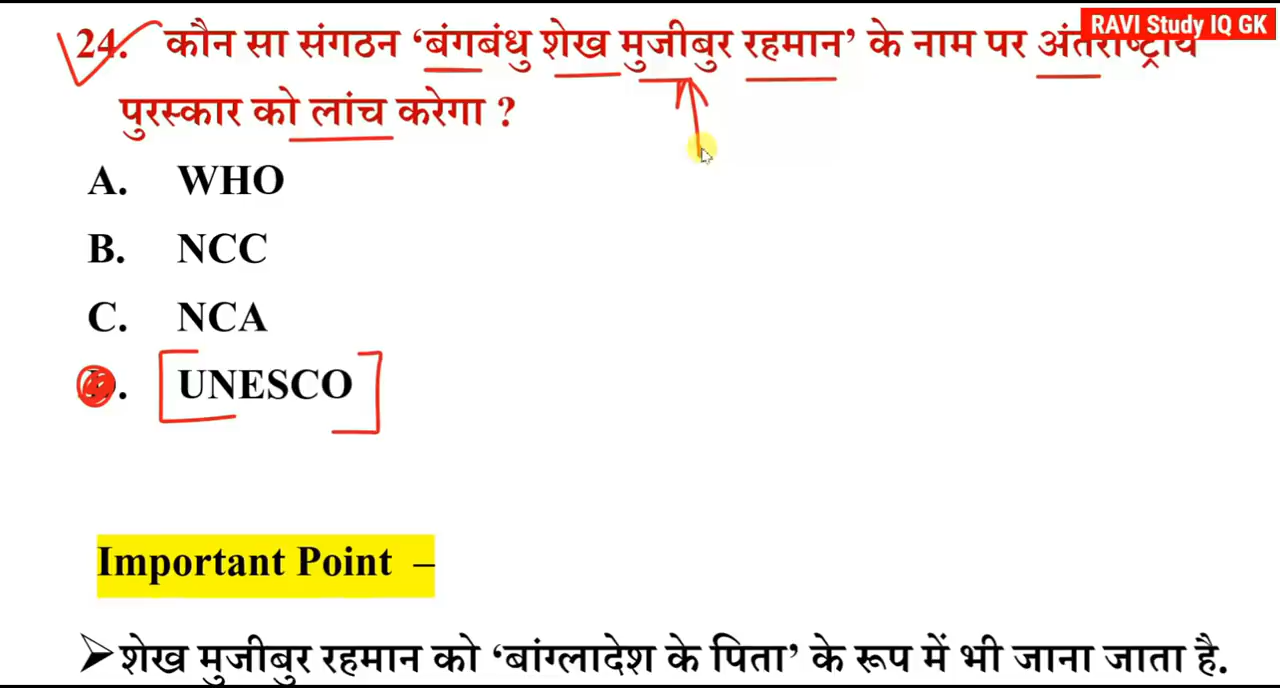 RAVI Study IQ GK
24. कौन सा संगठन ‘बंगबंधु शेख मुजीबुर रहमान’ के नाम पर अंतर्राष्ट्रीय
पुरस्कार को लांच करेगा ?
A. WHO
B. NCC
C. NCA
D. UNESCO
Important Point –
➢शेख मुजीबुर रहमान को ‘बांग्लादेश के पिता’ के रूप में भी जाना जाता है.